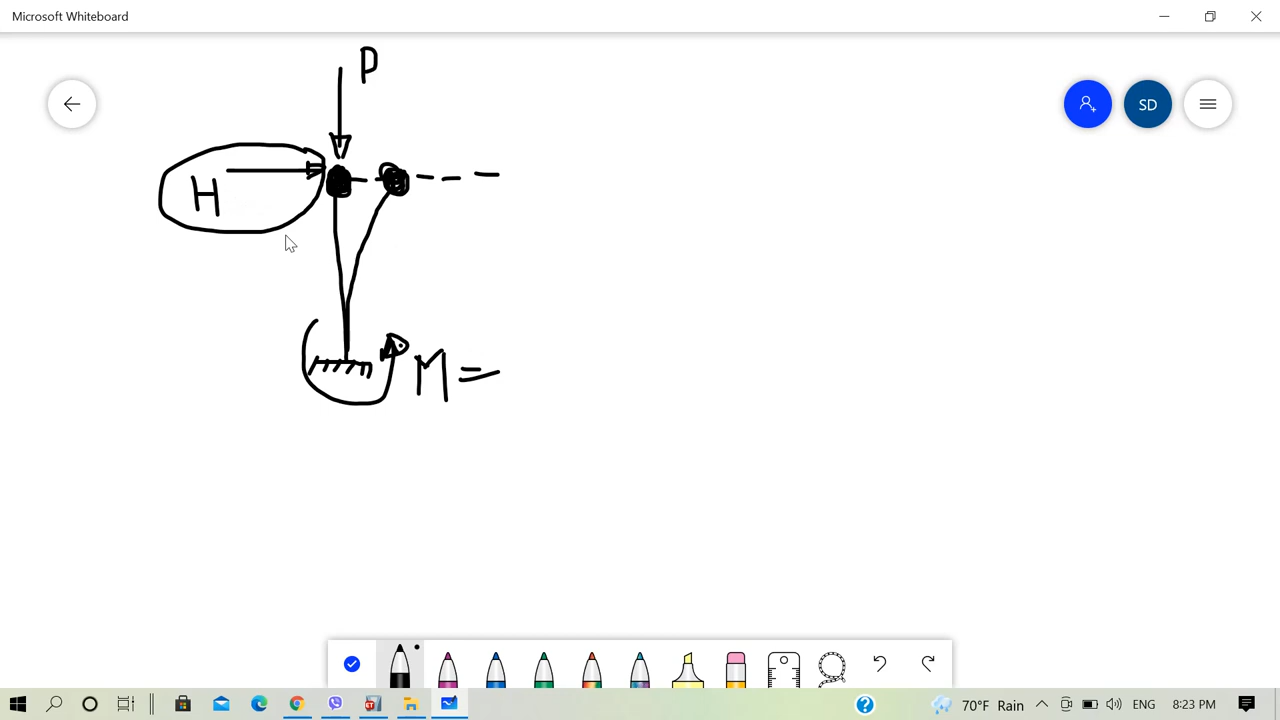 Microsoft Whiteboard
P
SD
H
M =
70°F Rain
ENG
8:23 PM